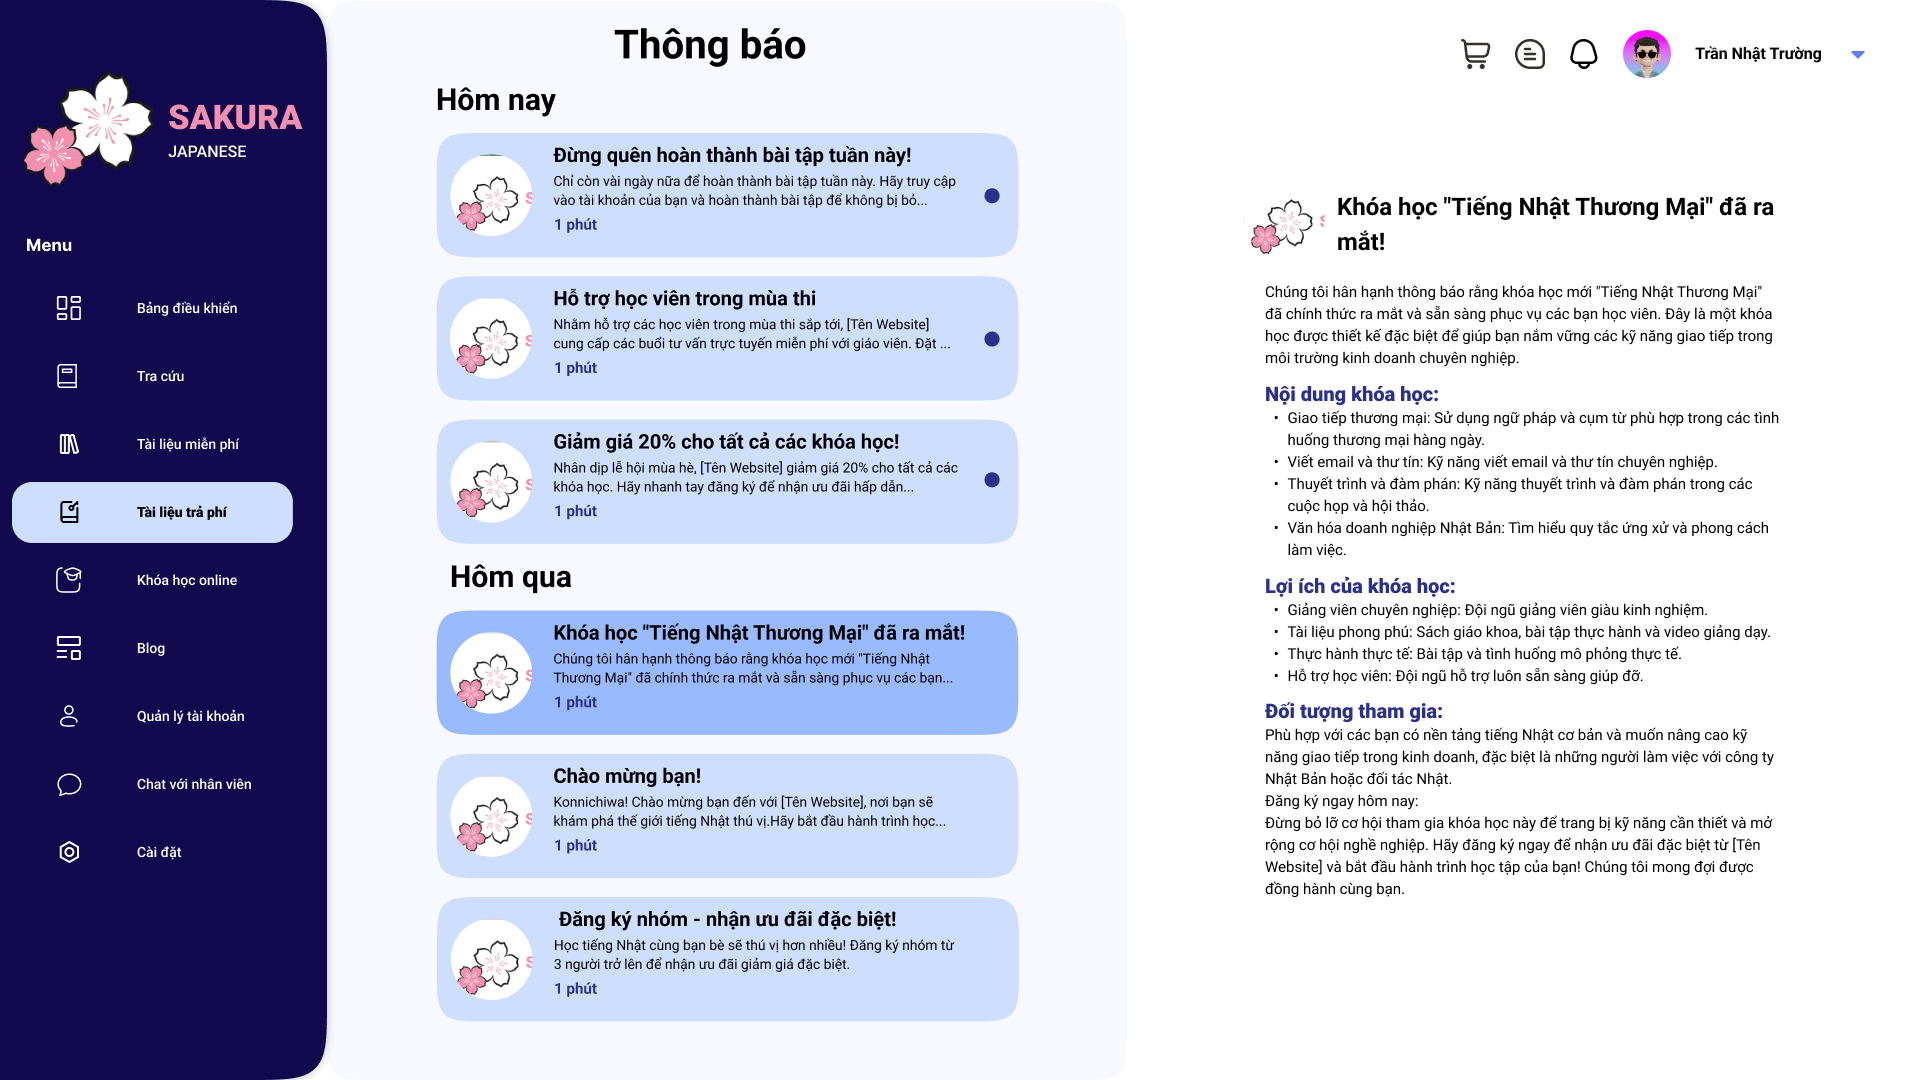 SAKURA
JAPANESE
Menu
Bảng điều khiển
Tra cứu
Tài liệu miễn phí
Tài liệu trả phí
Khóa học online
Blog
Quản lý tài khoản
Chat với nhân viên
Cài đặt
Thông báo
Hôm nay
Đừng quên hoàn thành bài tập tuần này!
Chỉ còn vài ngày nữa để hoàn thành bài tập tuần này. Hãy truy cập
vào tài khoản của bạn và hoàn thành bài tập để không bị bỏ...
1 phút
Hỗ trợ học viên trong mùa thi
Nhằm hỗ trợ các học viên trong mùa thi sắp tới, [Tên Website]
cung cấp các buổi tư vấn trực tuyến miễn phí với giáo viên. Đặt ...
1 phút
Giảm giá 20% cho tất cả các khóa học!
Nhân dịp lễ hội mùa hè, [Tên Website] giảm giá 20% cho tất cả các
khóa học. Hãy nhanh tay đăng ký để nhận ưu đãi hấp dẫn...
1 phút
Hôm qua
Khóa học "Tiếng Nhật Thương Mại" đã ra mắt!
Chúng tôi hân hạnh thông báo rằng khóa học mới "Tiếng Nhật
Thương Mại" đã chính thức ra mắt và sẵn sàng phục vụ các bạn...
1 phút
Chào mừng bạn!
Konnichiwa! Chào mừng bạn đến với [Tên Website], nơi bạn sẽ
khám phá thế giới tiếng Nhật thú vị.Hãy bắt đầu hành trình học...
1 phút
Đăng ký nhóm - nhận ưu đãi đặc biệt!
Học tiếng Nhật cùng bạn bè sẽ thú vị hơn nhiều! Đăng ký nhóm từ
3 người trở lên để nhận ưu đãi giảm giá đặc biệt.
1 phút
Trần Nhật Trường
Khóa học "Tiếng Nhật Thương Mại" đã ra
mắt!
Chúng tôi hân hạnh thông báo rằng khóa học mới "Tiếng Nhật Thương Mại"
đã chính thức ra mắt và sẵn sàng phục vụ các bạn học viên. Đây là một khóa
học được thiết kế đặc biệt để giúp bạn nắm vững các kỹ năng giao tiếp trong
môi trường kinh doanh chuyên nghiệp.
Nội dung khóa học:
• Giao tiếp thương mại: Sử dụng ngữ pháp và cụm từ phù hợp trong các tình
huống thương mại hàng ngày.
• Viết email và thư tín: Kỹ năng viết email và thư tín chuyên nghiệp.
• Thuyết trình và đàm phán: Kỹ năng thuyết trình và đàm phán trong các
cuộc họp và hội thảo.
• Văn hóa doanh nghiệp Nhật Bản: Tìm hiểu quy tắc ứng xử và phong cách
làm việc.
Lợi ích của khóa học:
• Giảng viên chuyên nghiệp: Đội ngũ giảng viên giàu kinh nghiệm.
• Tài liệu phong phú: Sách giáo khoa, bài tập thực hành và video giảng dạy.
• Thực hành thực tế: Bài tập và tình huống mô phỏng thực tế.
• Hỗ trợ học viên: Đội ngũ hỗ trợ luôn sẵn sàng giúp đỡ.
Đối tượng tham gia:
Phù hợp với các bạn có nền tảng tiếng Nhật cơ bản và muốn nâng cao kỹ
năng giao tiếp trong kinh doanh, đặc biệt là những người làm việc với công ty
Nhật Bản hoặc đối tác Nhật.
Đăng ký ngay hôm nay:
Đừng bỏ lỡ cơ hội tham gia khóa học này để trang bị kỹ năng cần thiết và mở
rộng cơ hội nghề nghiệp. Hãy đăng ký ngay để nhận ưu đãi đặc biệt từ [Tên
Website] và bắt đầu hành trình học tập của bạn! Chúng tôi mong đợi được
đồng hành cùng bạn.